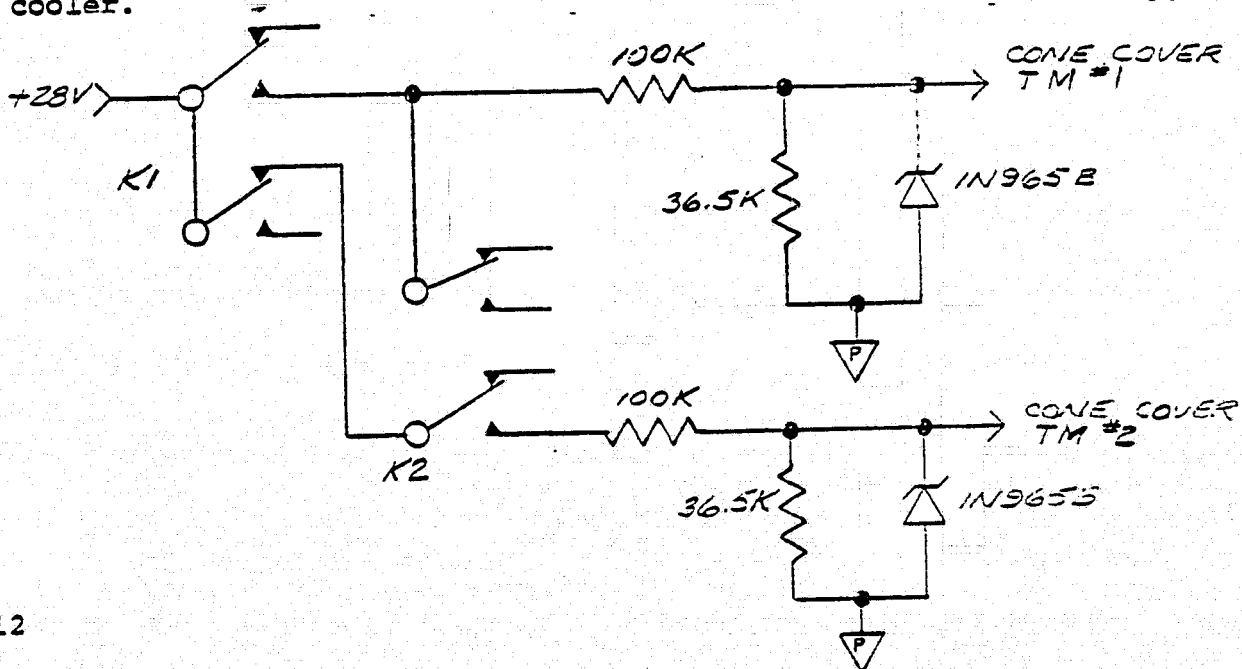 cooler.
+28V
K1
100K
CONE COVER
TM #1
36.5K
1N965B
P
K2
100K
CONE COVER
TM #2
36.5K
P
12